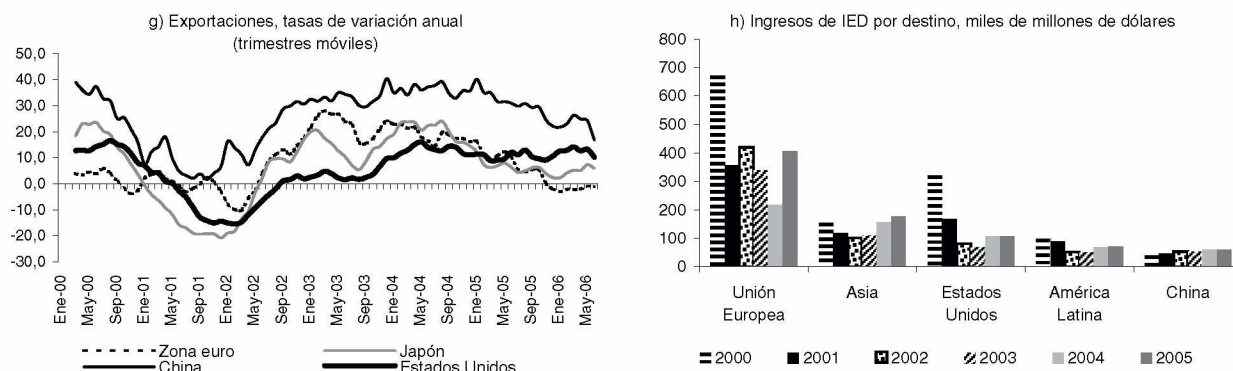 g) Exportaciones, tasas de variación anual
(trimestres móviles)
50,0
40,0
30,0
20,0
10,0
0,0
-10,0
-20,0
-30,0
Ene-00
May-00
Sep-00
Ene-01
May-01
Sep-01
Ene-02
May-02
Sep-02
Ene-03
May-03
Sep-03
Ene-04
May-04
Sep-04
Ene-05
May-05
Sep-05
Ene-06
May-06
Zona euro
Japón
China
Estados Unidos
h) Ingresos de IED por destino, miles de millones de dólares
800
700
600
500
400
300
200
100
0
Unión
Europea
Asia
Estados
Unidos
América
Latina
China
2000
2001
2002
2003
2004
2005